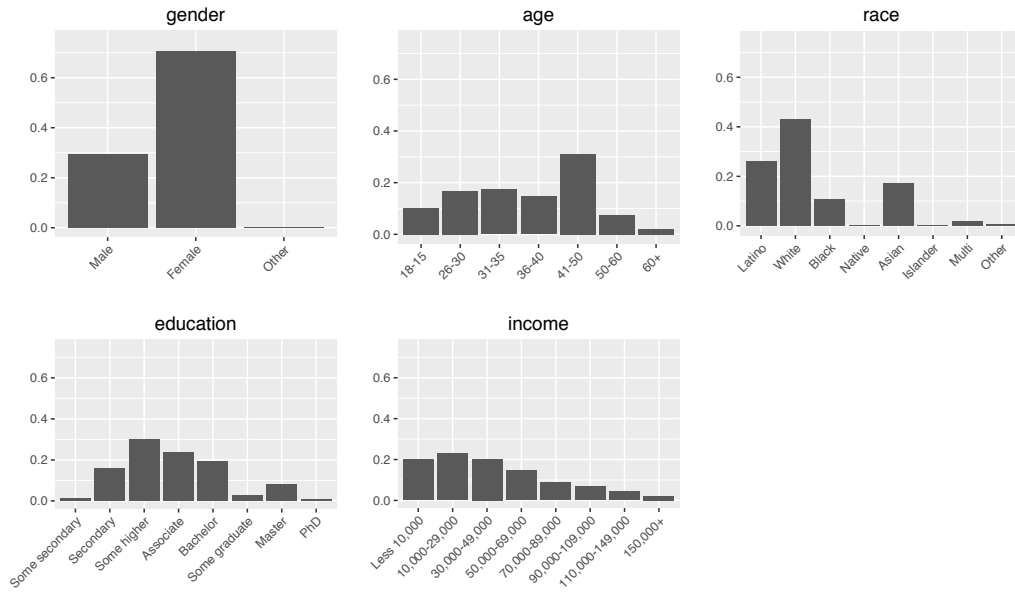 gender
0.6
0.4
0.2
0.0
Male
Female
Other
age
0.6
0.4
0.2
0.0
18-15
26-30
31-35
36-40
41-50
50-60
60+
race
0.6
0.4
0.2
0.0
Latino
White
Black
Native
Asian
Islander
Multi
Other
education
0.6
0.4
0.2
0.0
Some secondary
Secondary
Some higher
Associate
Bachelor
Some graduate
Master
PhD
income
0.6
0.4
0.2
0.0
Less 10,000
10,000-29,000
30,000-49,000
50,000-69,000
70,000-89,000
90,000-109,000
110,000-149,000
150,000+